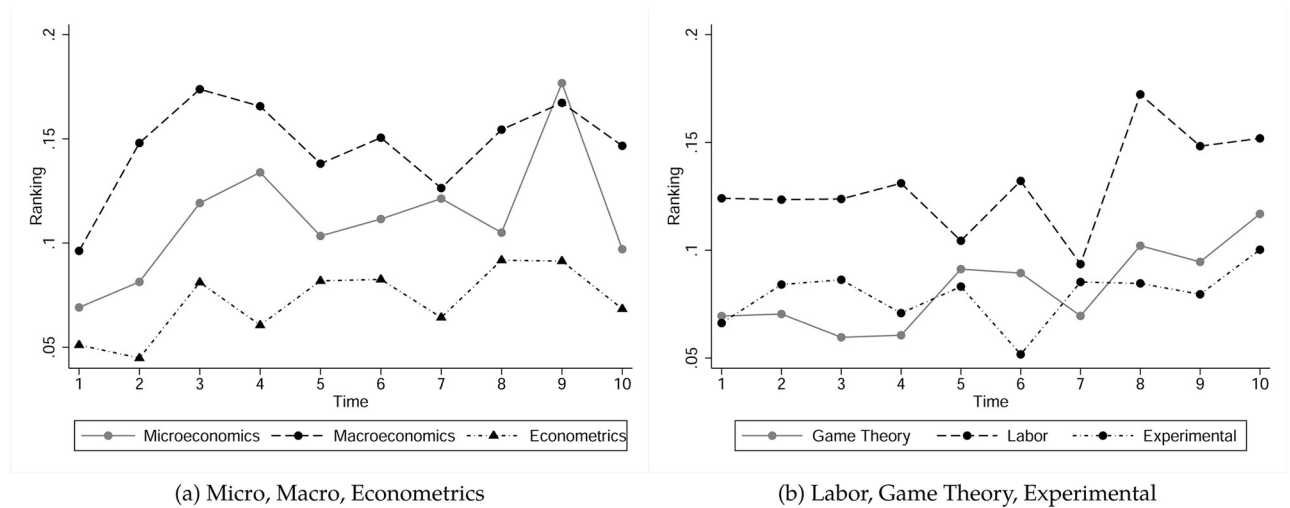 .2
.15
.1
.05
Ranking
1 2 3 4 5 6 7 8 9 10
Time
Microeconomics Macroeconomics Econometrics
(a) Micro, Macro, Econometrics
.2
.15
.1
.05
Ranking
1 2 3 4 5 6 7 8 9 10
Time
Game Theory Labor Experimental
(b) Labor, Game Theory, Experimental